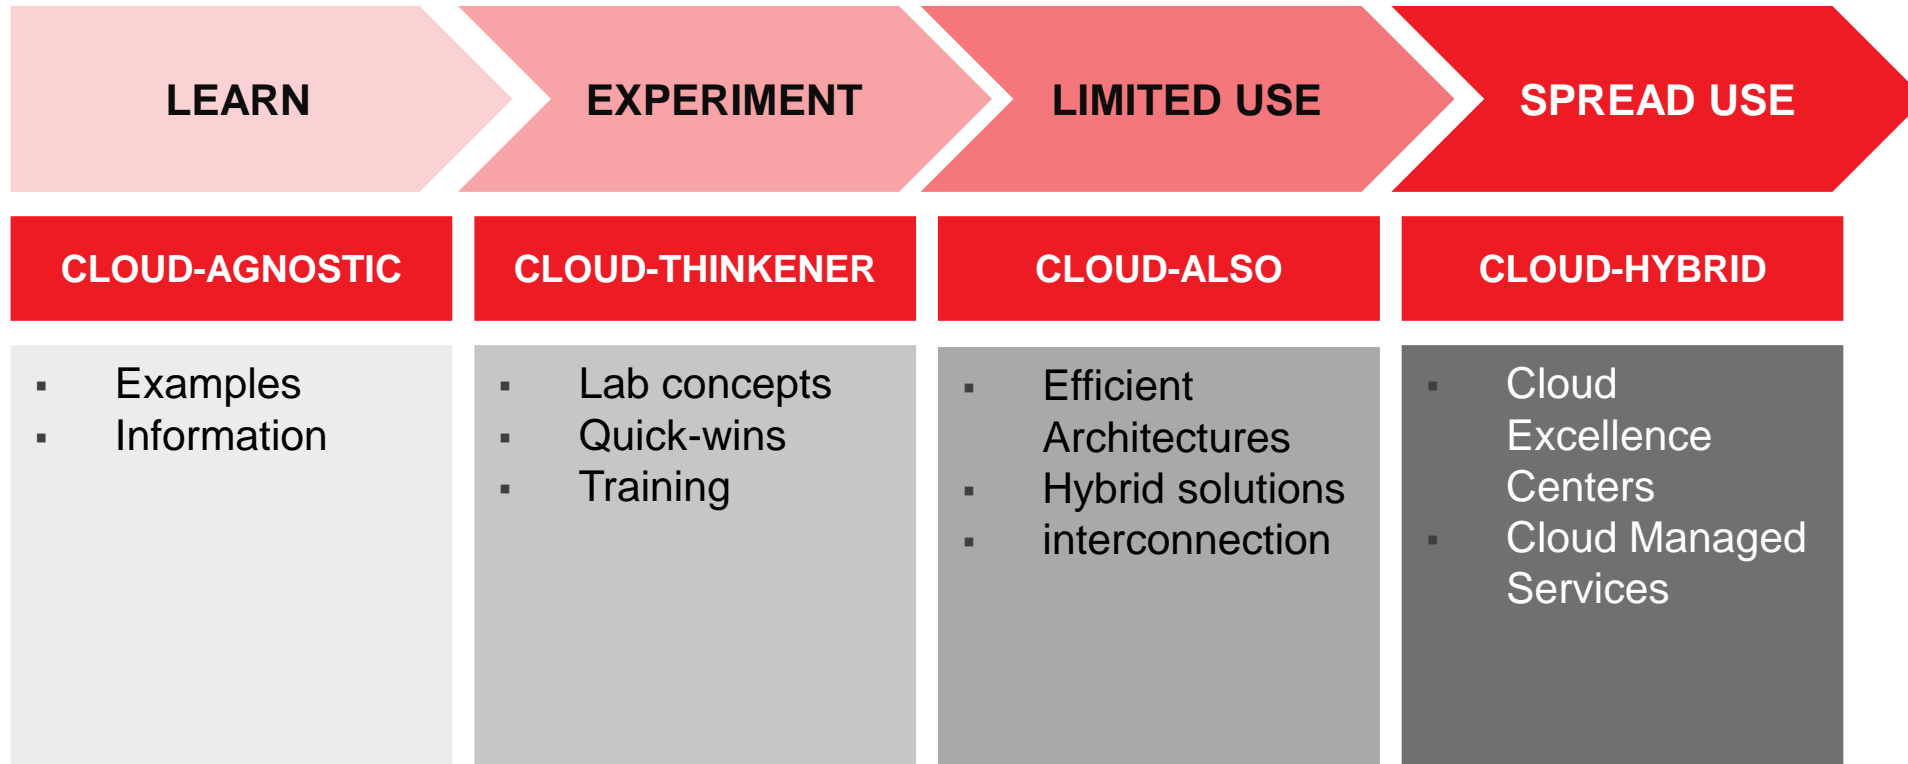 LEARN
EXPERIMENT
LIMITED USE
SPREAD USE
CLOUD-AGNOSTIC
CLOUD-THINKENER
CLOUD-ALSO
CLOUD-HYBRID
▪ Examples
▪ Information
▪ Lab concepts
▪ Quick-wins
▪ Training
▪ Efficient
Architectures
▪ Hybrid solutions
▪ interconnection
▪ Cloud
Excellence
Centers
▪ Cloud Managed
Services